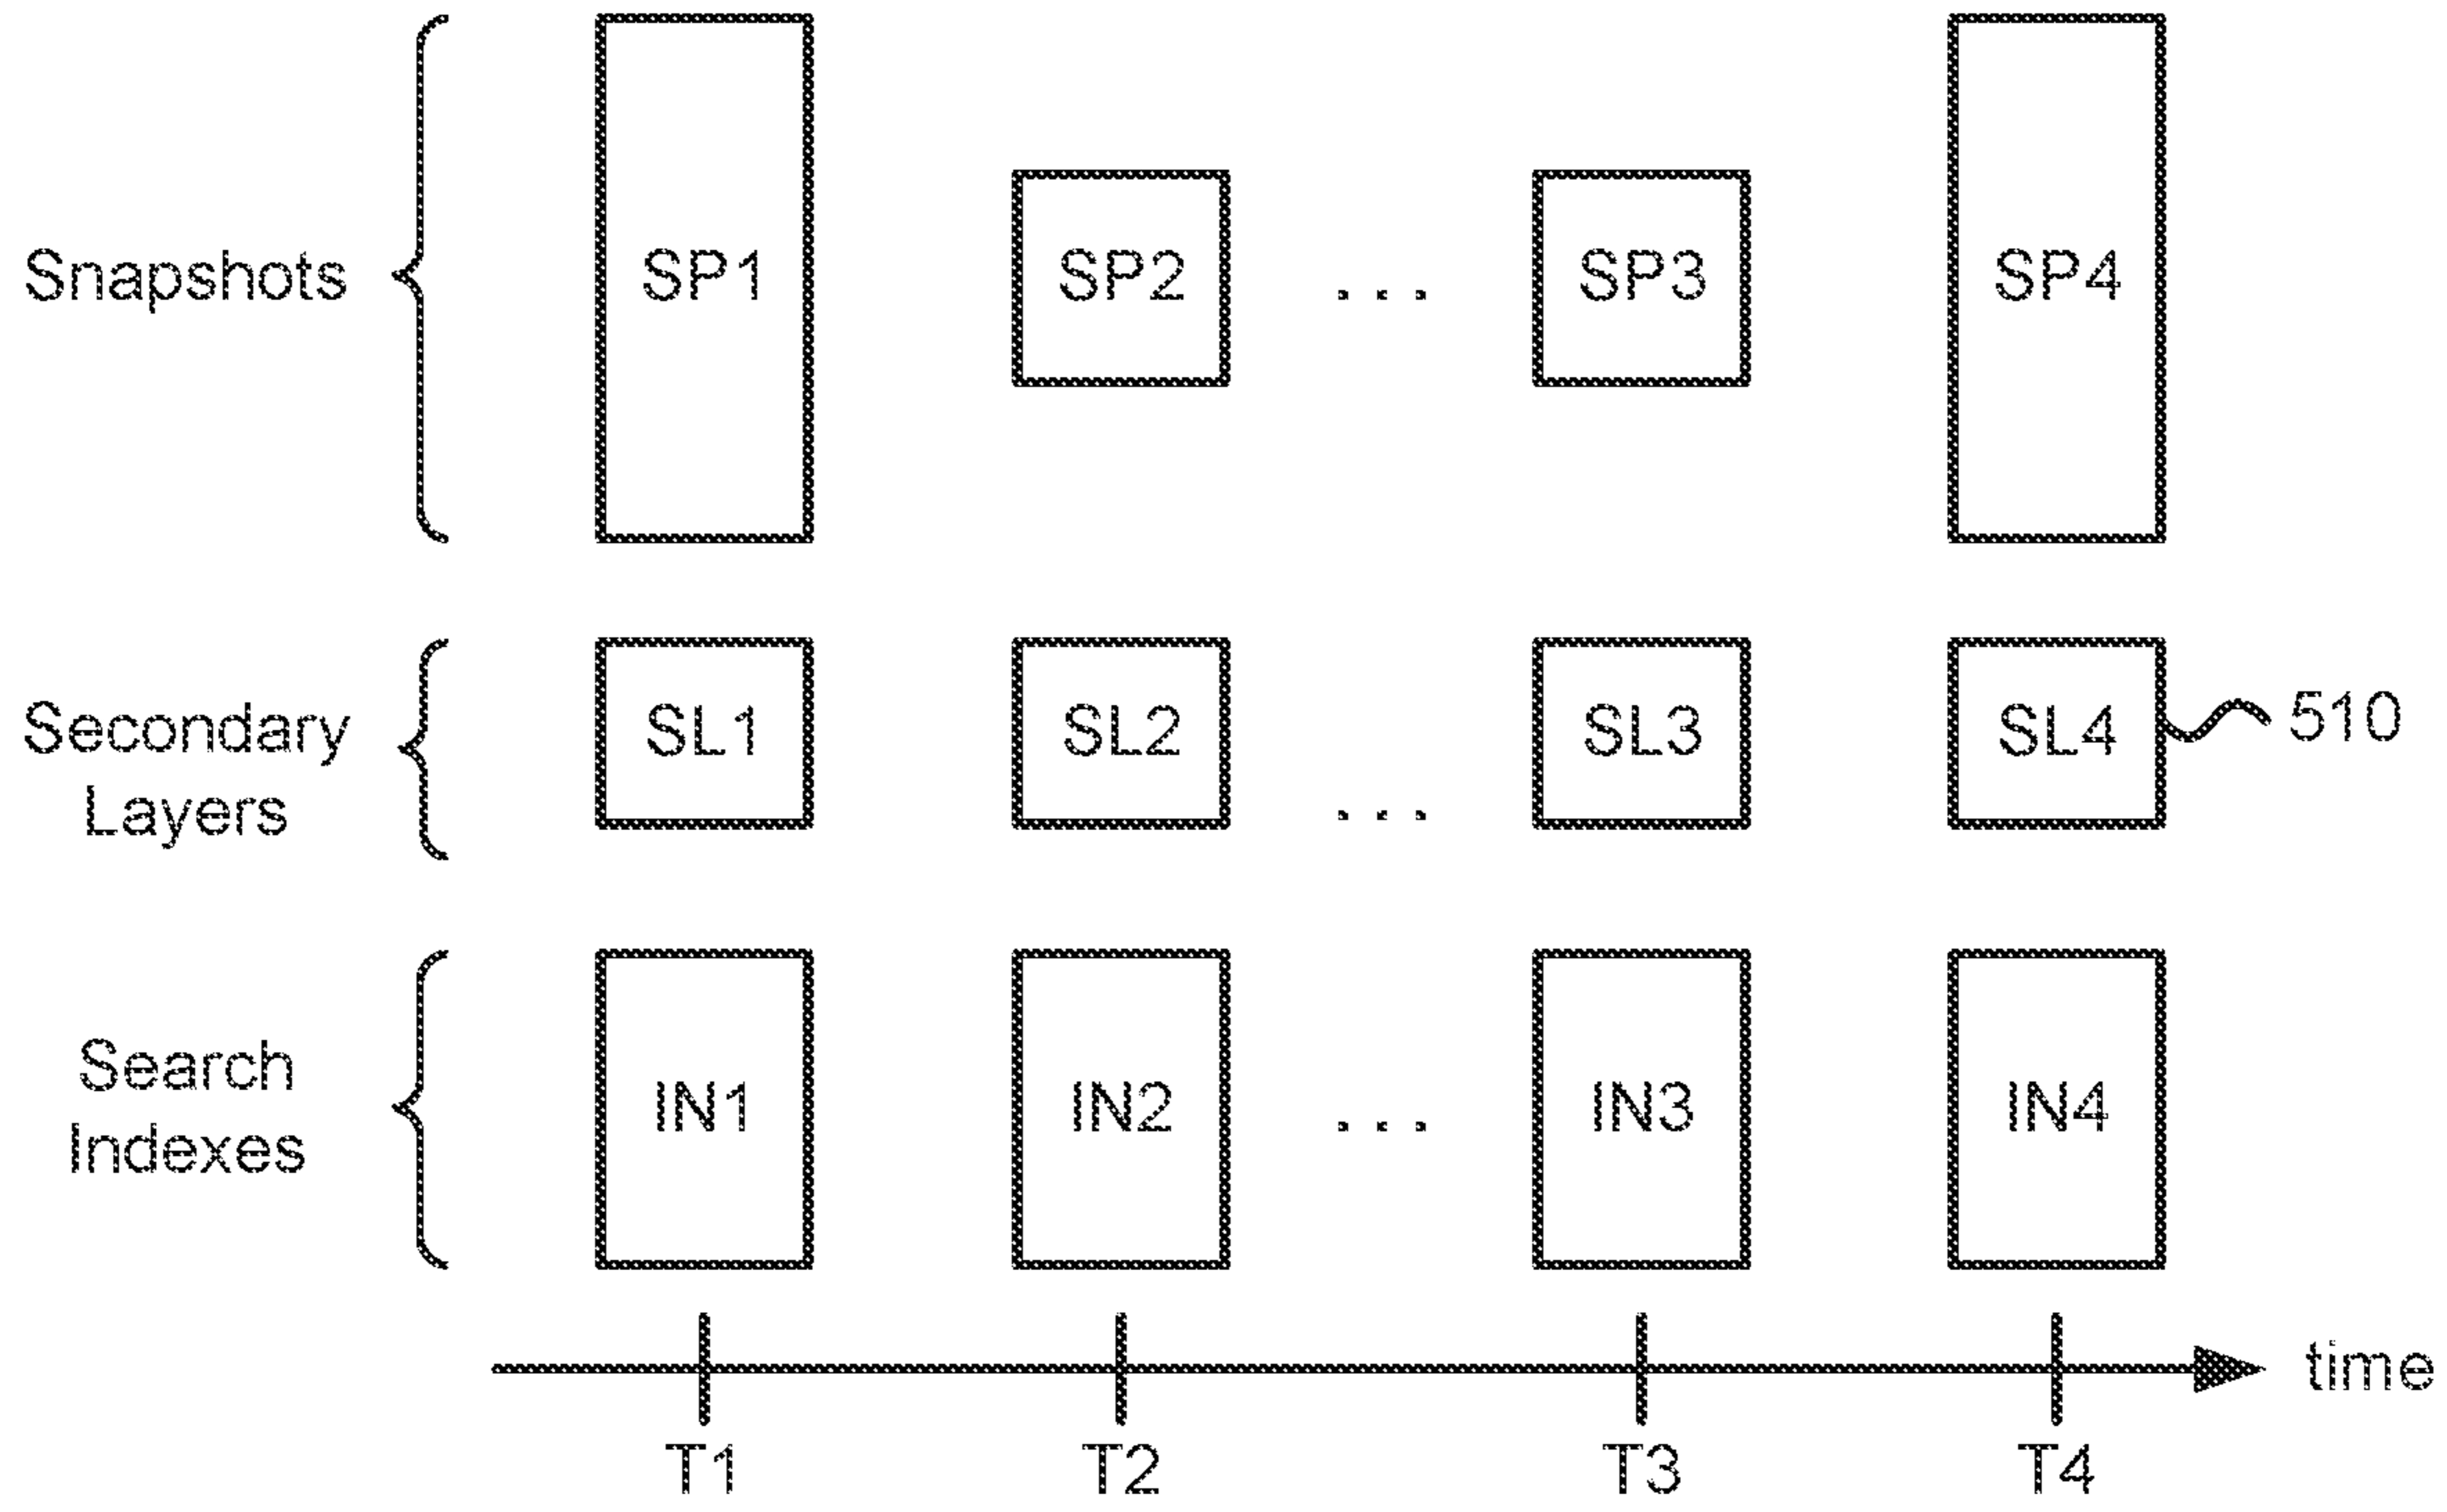 Snapshots
SP1
SP2
...
SP3
SP4
Secondary
Layers
SL1
SL2
...
SL3
SL4
510
Search
Indexes
IN1
IN2
...
IN3
IN4
time
T1
T2
T3
T4